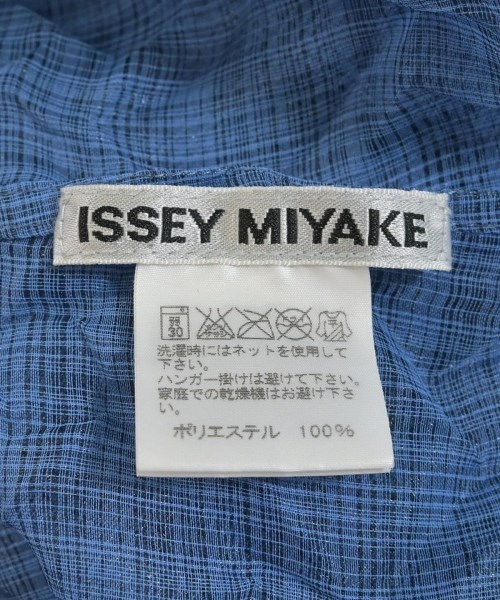 ISSEY MIYAKE
弱
30
洗濯時にはネットを使用して
下さい。
ハンガー掛けは避けて下さい。
家庭での乾燥機はお避け下さい。
ポリエステル 100%